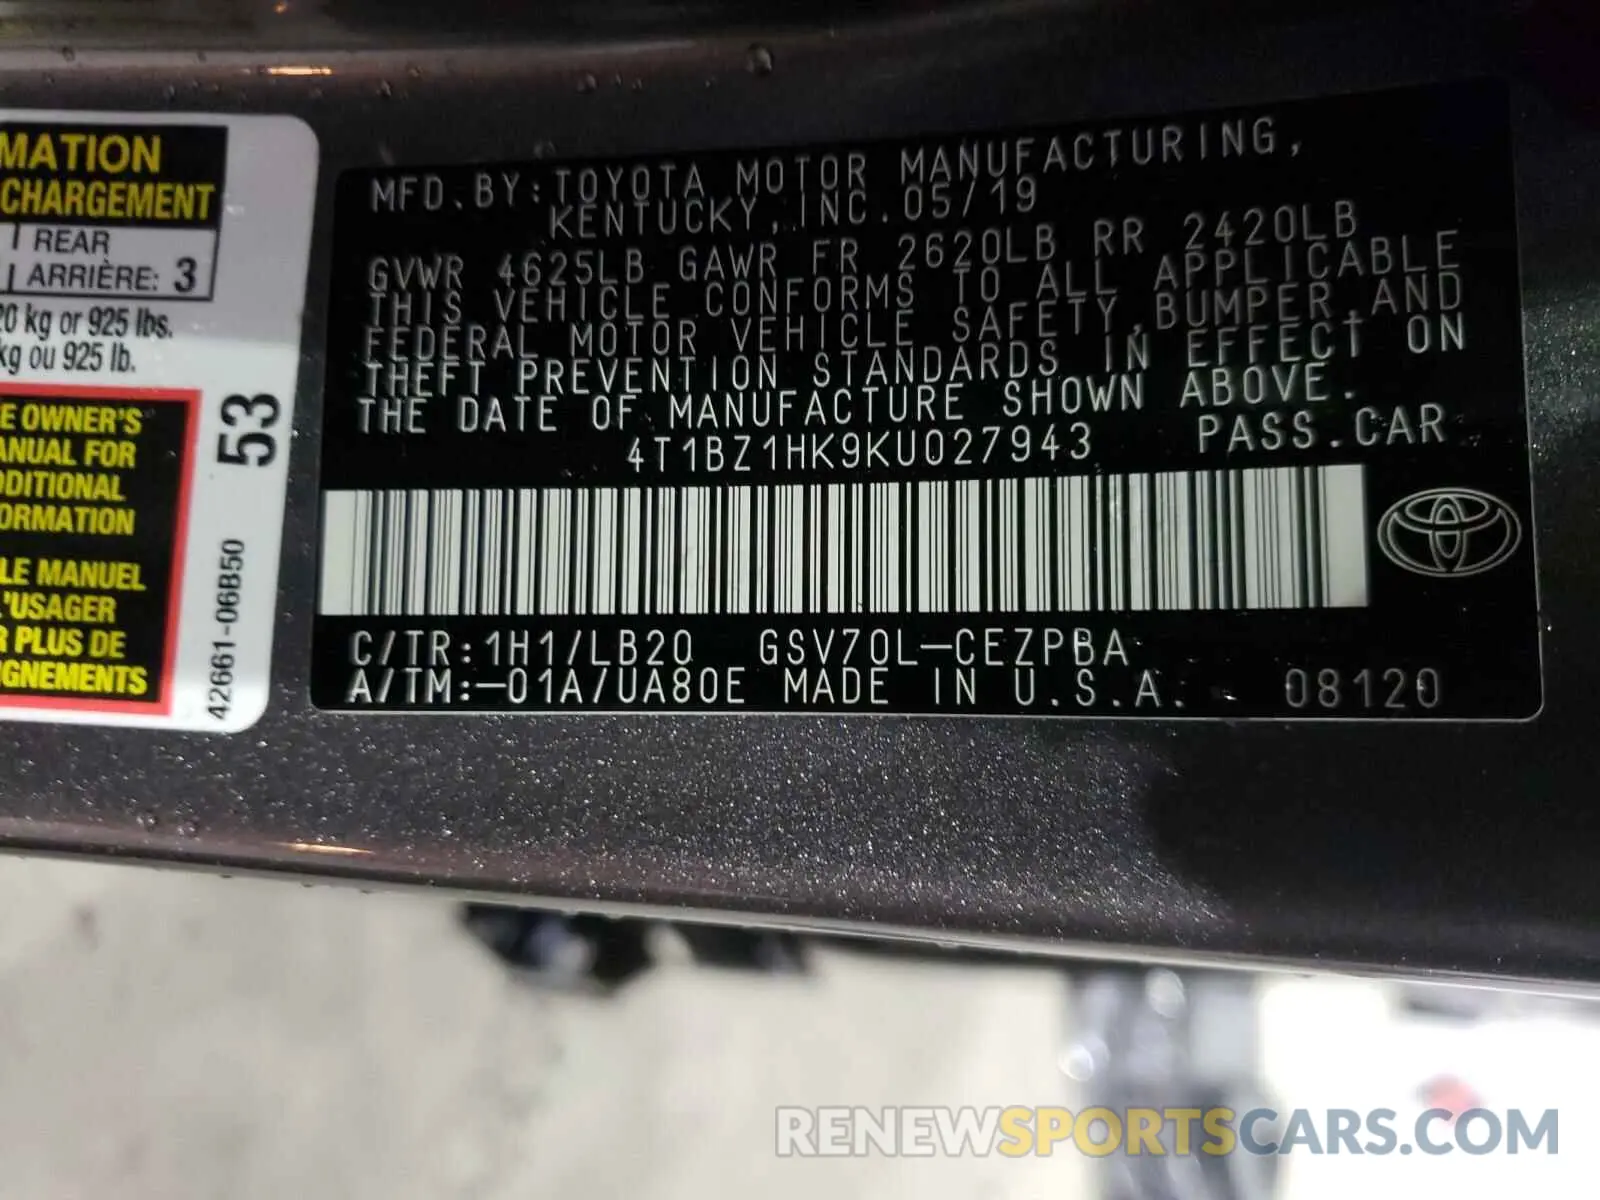 MATION
CHARGEMENT
REAR
ARRIÈRE: 3
20 kg or 925 lbs.
kg ou 925 lb.
E OWNER'S
ANUAL FOR
DDITIONAL
ORMATION
LE MANUEL
L'USAGER
R PLUS DE
IGNEMENTS
53
42661-06B50
MFD.BY:TOYOTA MOTOR MANUFACTURING,
KENTUCKY, INC.05/19
GVWR 4625LB GAWR FR 2620LB RR 2420LB
THIS VEHICLE CONFORMS TO ALL APPLICABLE
FEDERAL MOTOR VEHICLE SAFETY,BUMPER,AND
THEFT PREVENTION STANDARDS IN EFFECT ON
THE DATE OF MANUFACTURE SHOWN ABOVE.
4T1BZ1HK9KU027943 PASS.CAR
C/TR:1H1/LB20 GSV70L-CEZPBA
A/TM:-01A/UA80E MADE IN U.S.A. 08120
RENEWSPORTSCARS.COM